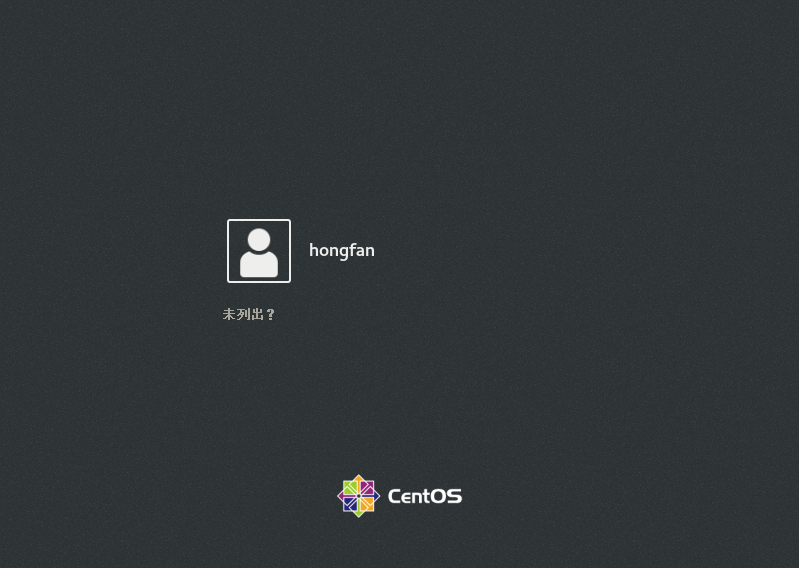 hongfan
未列出？
CentOS